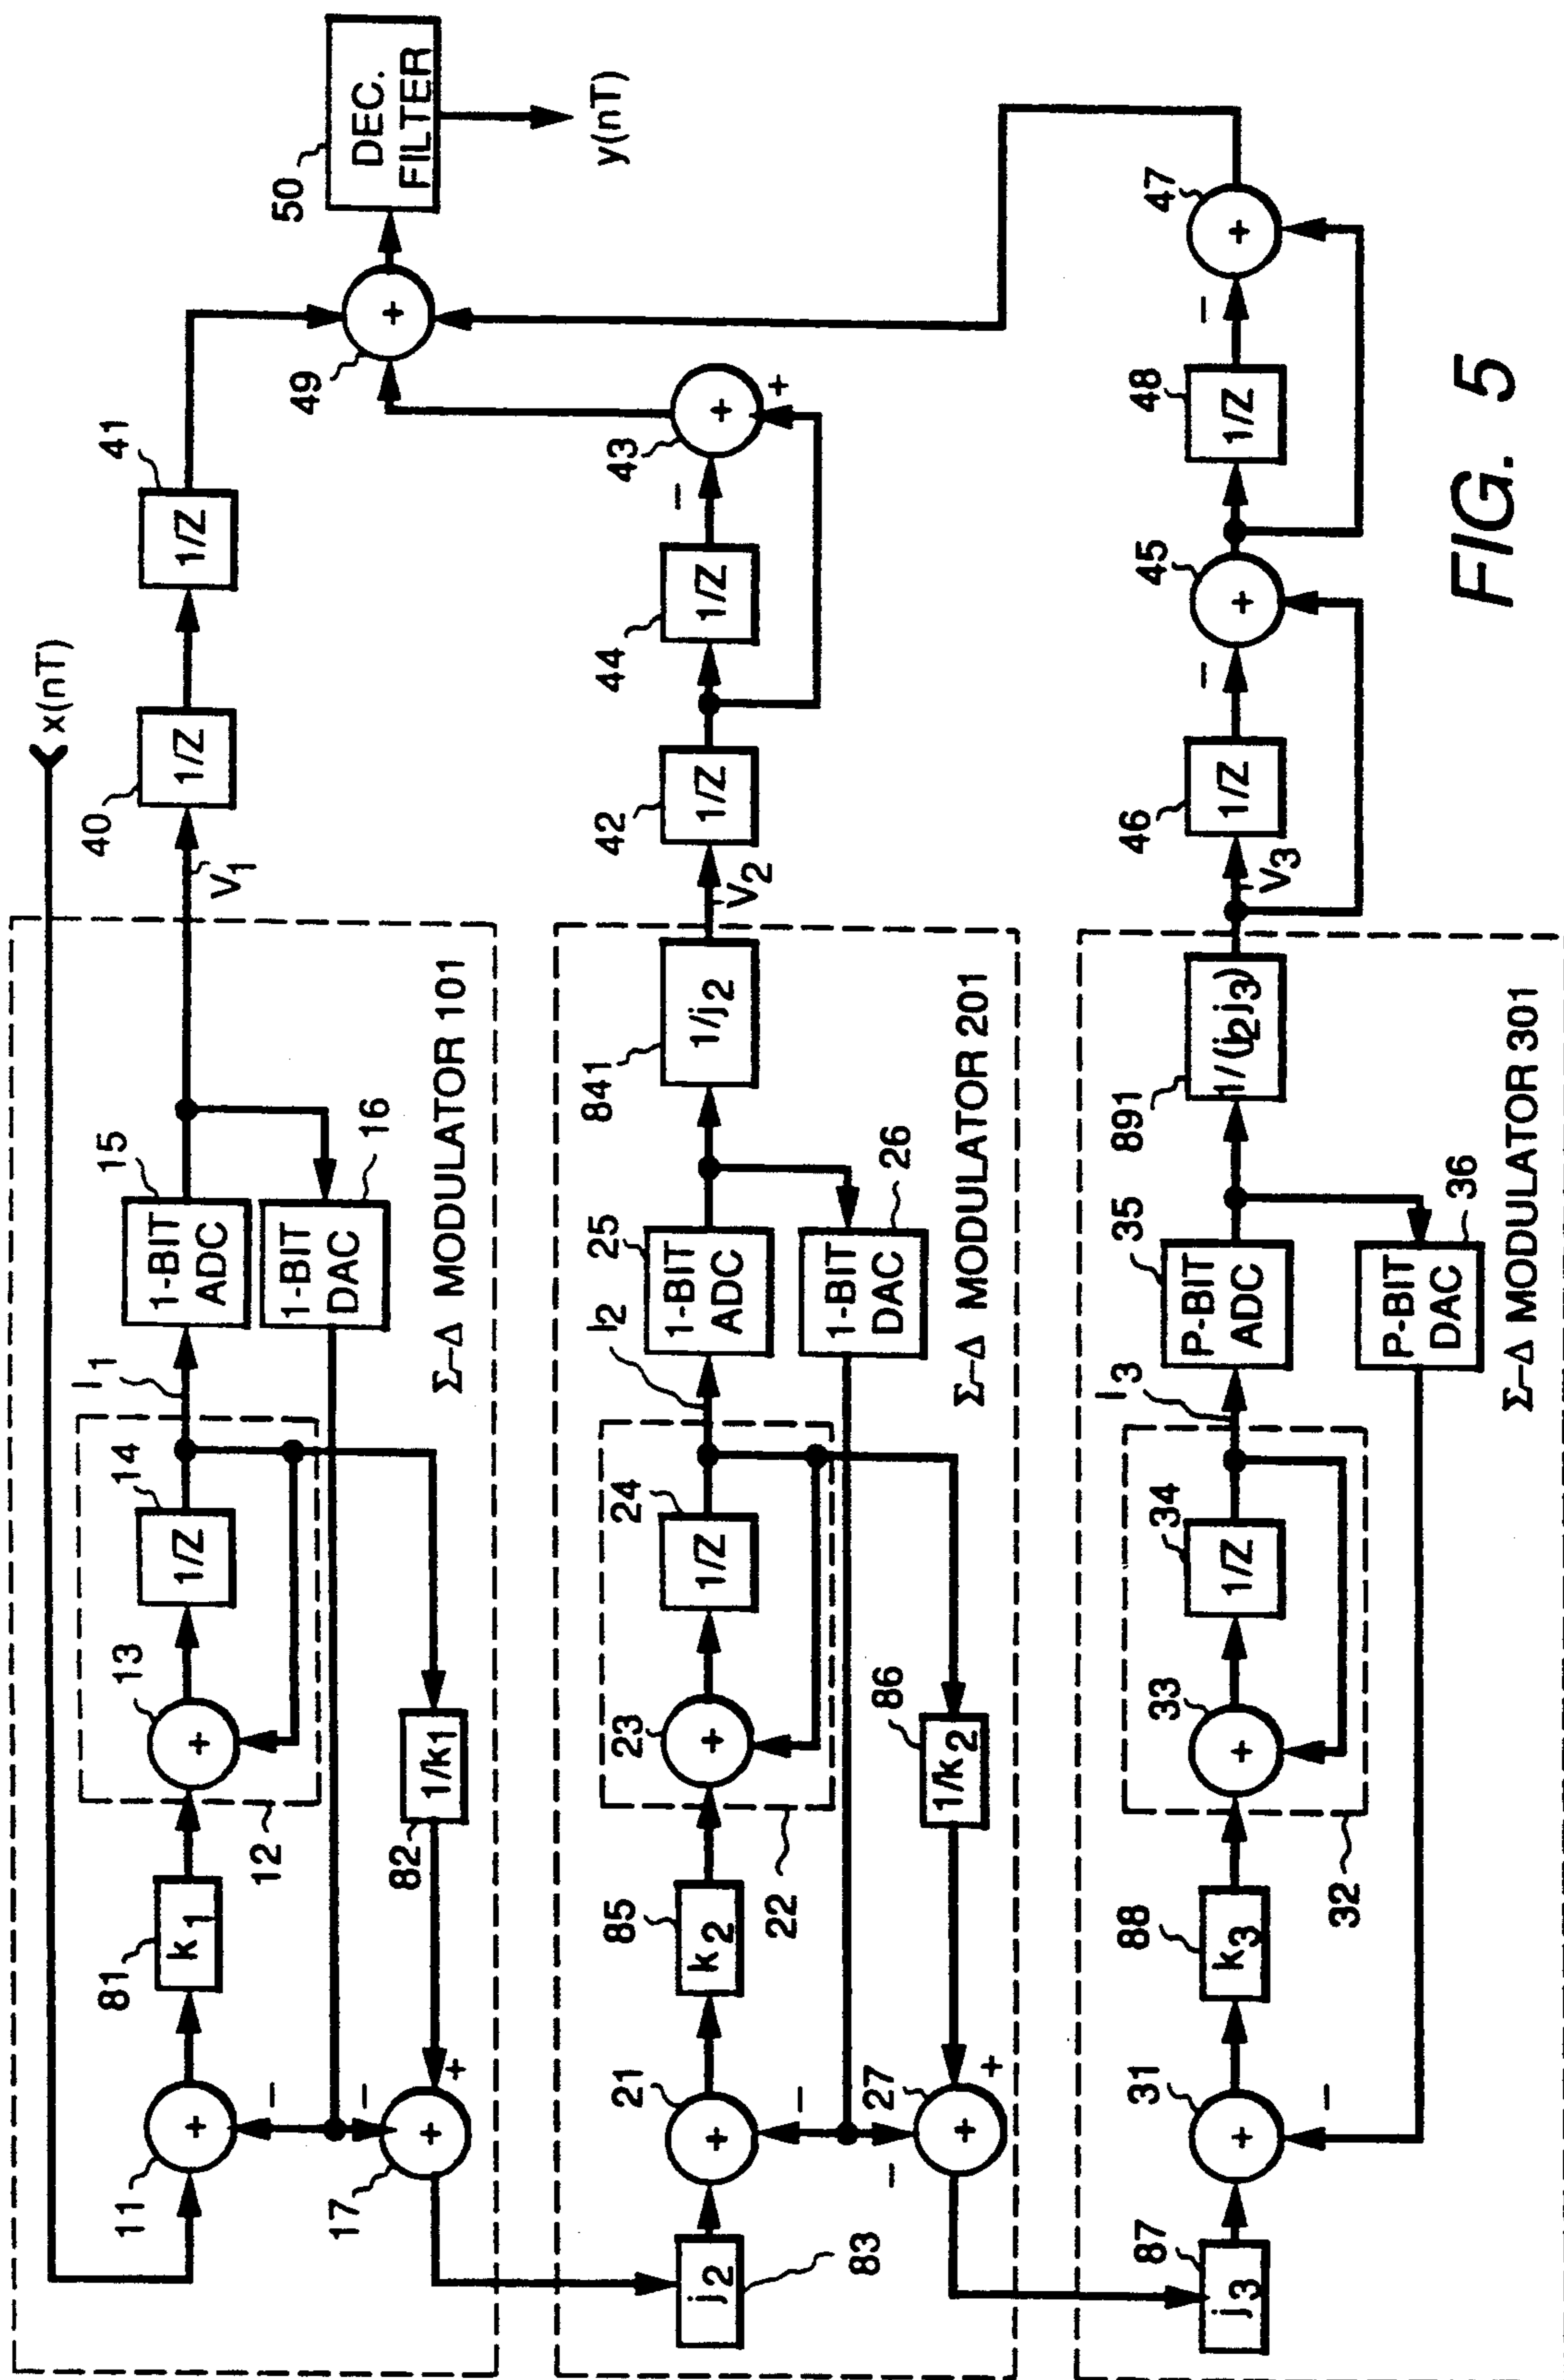 x(nT)
11
81
k1
12
13
14
1/Z
I1
15
1-BIT
ADC
1-BIT
DAC
16
V1
40
1/Z
41
1/Z
49
50
DEC.
FILTER
y(nT)
17
82
1/k1
Σ-Δ MODULATOR 101
+
+
+
+
-
-
+
j2
83
21
85
k2
22
23
24
1/Z
I2
25
1-BIT
ADC
1-BIT
DAC
26
841
1/j2
V2
42
1/Z
44
1/Z
43
27
86
1/k2
Σ-Δ MODULATOR 201
+
+
+
+
-
-
+
-
+
87
j3
31
88
k3
32
33
34
1/Z
I3
35
P-BIT
ADC
P-BIT
DAC
36
891
1/(j2j3)
V3
46
1/Z
45
48
1/Z
47
Σ-Δ MODULATOR 301
+
+
+
+
-
-
-
FIG. 5